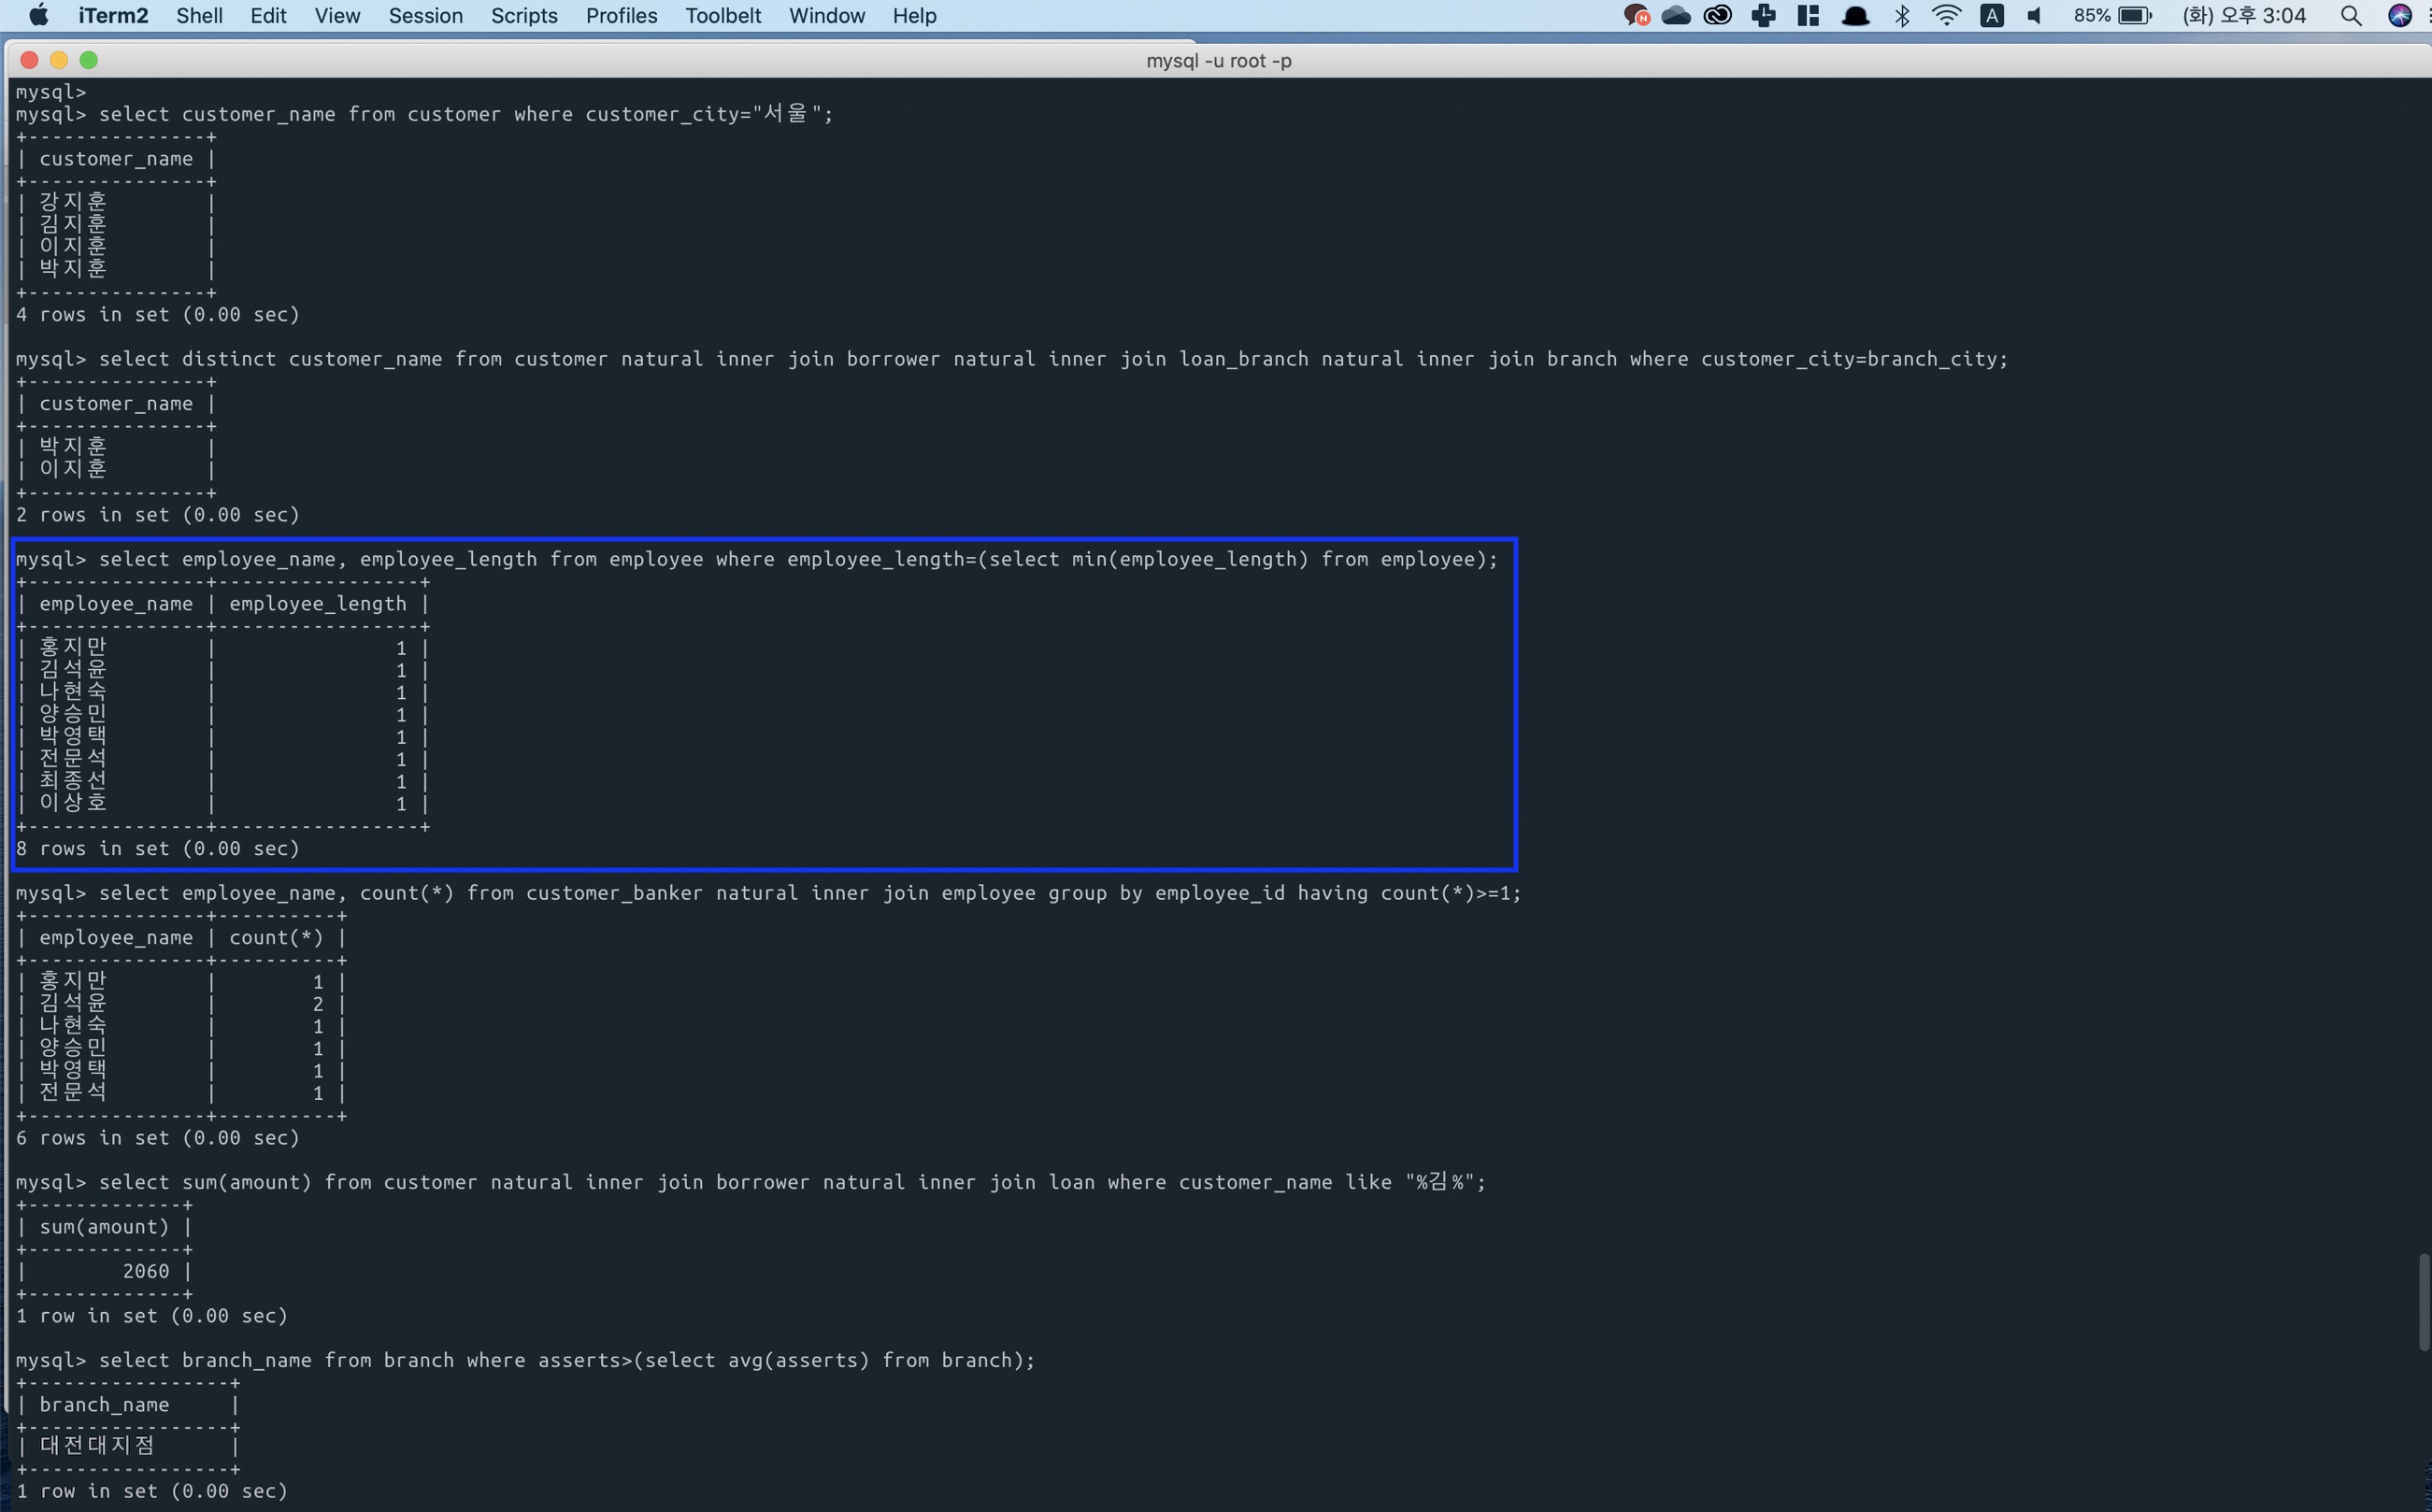 iTerm2 Shell Edit View Session Scripts Profiles Toolbelt Window Help N A 85% (화) 오후 3:04
mysql -u root -p
mysql>
mysql> select customer_name from customer where customer_city="서울";
+---------------+
| customer_name |
+---------------+
| 강지훈 |
| 김지훈 |
| 이지훈 |
| 박지훈 |
+---------------+
4 rows in set (0.00 sec)
mysql> select distinct customer_name from customer natural inner join borrower natural inner join loan_branch natural inner join branch where customer_city=branch_city;
+---------------+
| customer_name |
+---------------+
| 박지훈 |
| 이지훈 |
+---------------+
2 rows in set (0.00 sec)
mysql> select employee_name, employee_length from employee where employee_length=(select min(employee_length) from employee);
+---------------+-----------------+
| employee_name | employee_length |
+---------------+-----------------+
| 홍지만 | 1 |
| 김석윤 | 1 |
| 나현숙 | 1 |
| 양승민 | 1 |
| 박영택 | 1 |
| 전문석 | 1 |
| 최종선 | 1 |
| 이상호 | 1 |
+---------------+-----------------+
8 rows in set (0.00 sec)
mysql> select employee_name, count(*) from customer_banker natural inner join employee group by employee_id having count(*)>=1;
+---------------+----------+
| employee_name | count(*) |
+---------------+----------+
| 홍지만 | 1 |
| 김석윤 | 2 |
| 나현숙 | 1 |
| 양승민 | 1 |
| 박영택 | 1 |
| 전문석 | 1 |
+---------------+----------+
6 rows in set (0.00 sec)
mysql> select sum(amount) from customer natural inner join borrower natural inner join loan where customer_name like "%김%";
+-------------+
| sum(amount) |
+-------------+
| 2060 |
+-------------+
1 row in set (0.00 sec)
mysql> select branch_name from branch where asserts>(select avg(asserts) from branch);
+-----------------+
| branch_name |
+-----------------+
| 대전대지점 |
+-----------------+
1 row in set (0.00 sec)